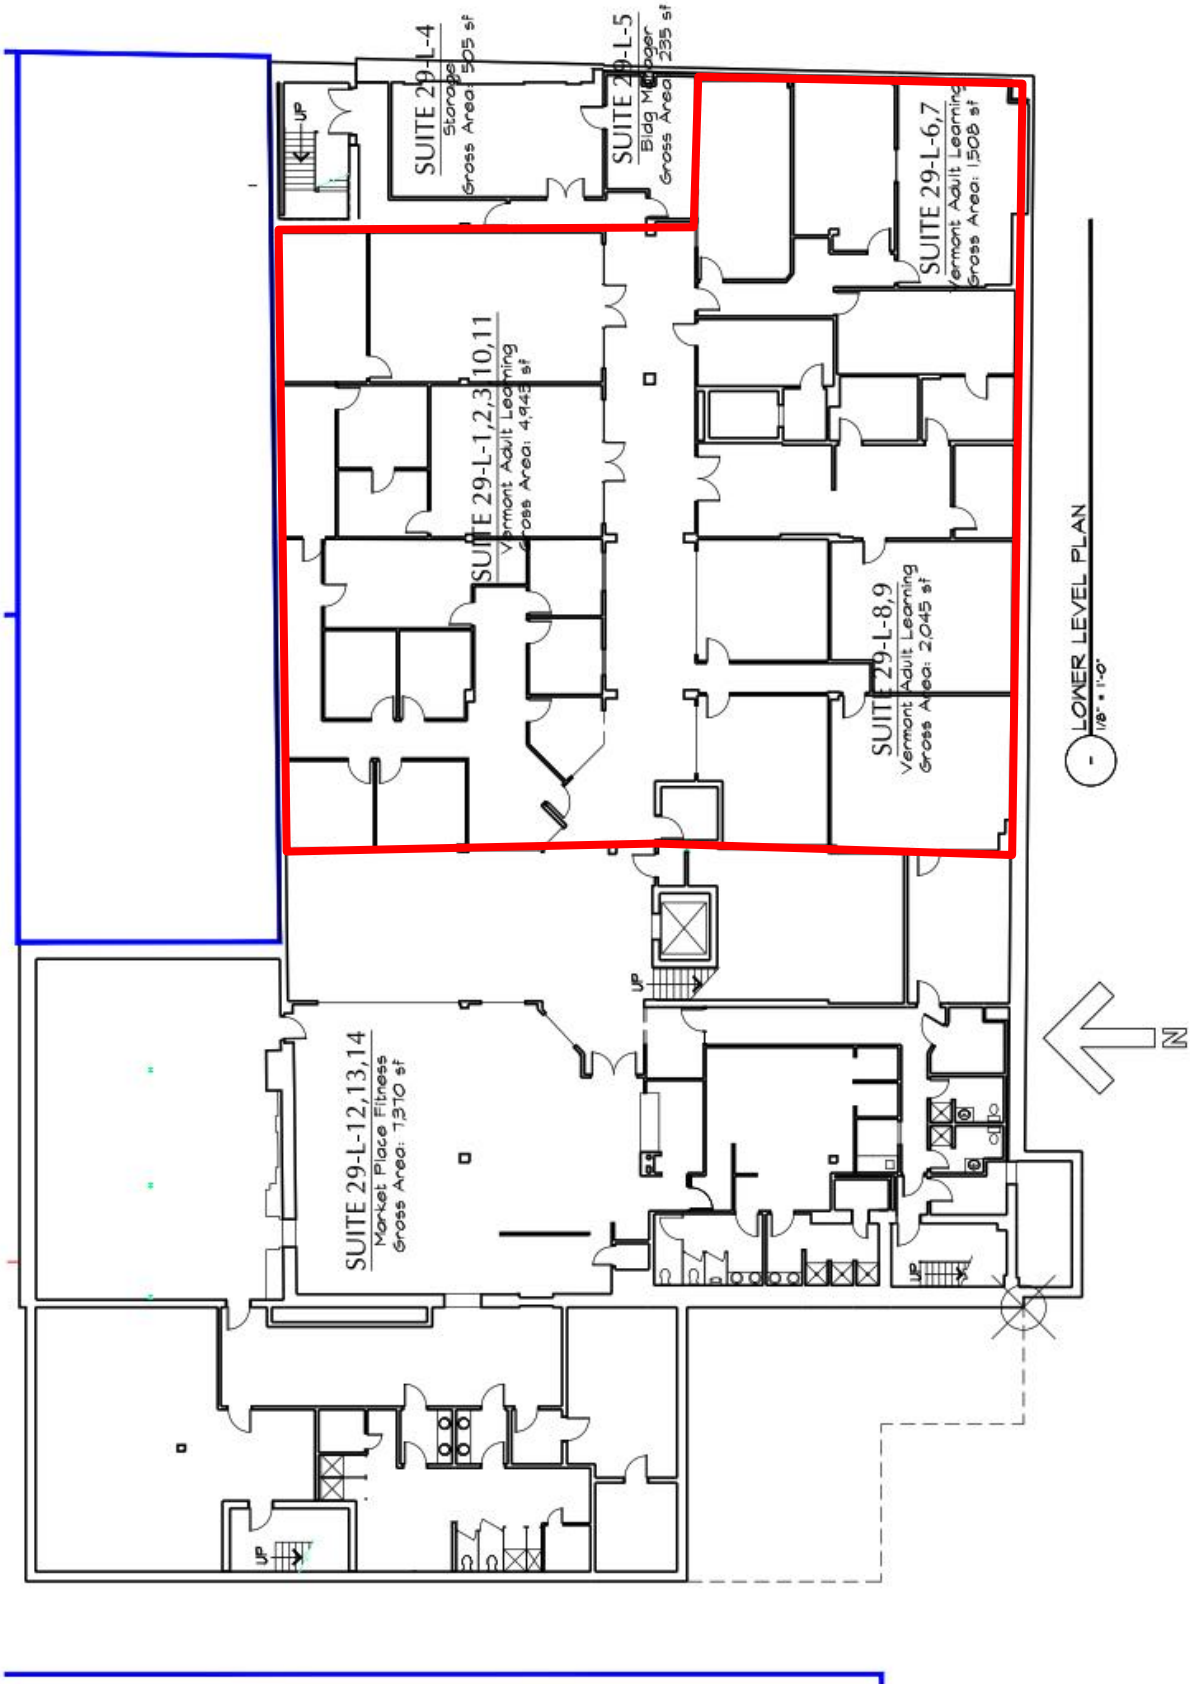 SUITE 29-L-4
Storage
Gross Area: 505 sf
SUITE 29-L-5
Bldg Manager
Gross Area: 235 sf
SUITE 29-L-6,7
Vermont Adult Learning
Gross Area: 1,508 sf
UP
SUITE 29-L-1,2,3,10,11
Vermont Adult Learning
Gross Area: 4,943 sf
SUITE 29-L-8,9
Vermont Adult Learning
Gross Area: 2,045 sf
-
LOWER LEVEL PLAN
1/8" = 1'-0"
UP
SUITE 29-L-12,13,14
Market Place Fitness
Gross Area: 7,370 sf
N
UP
UP